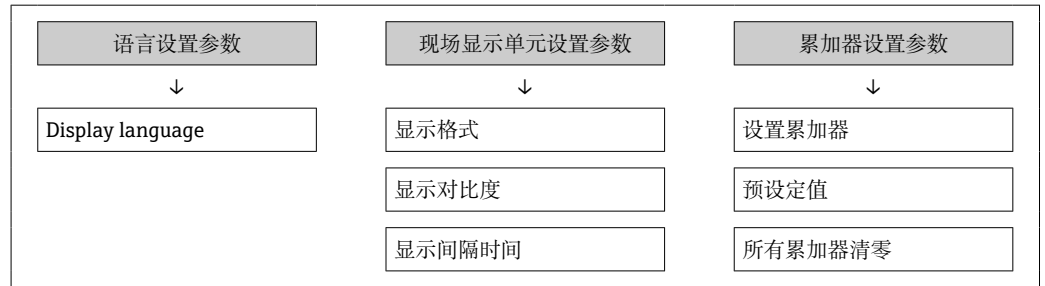 语言设置参数
现场显示单元设置参数
累加器设置参数
Display language
显示格式
设置累加器
显示对比度
预设定值
显示间隔时间
所有累加器清零